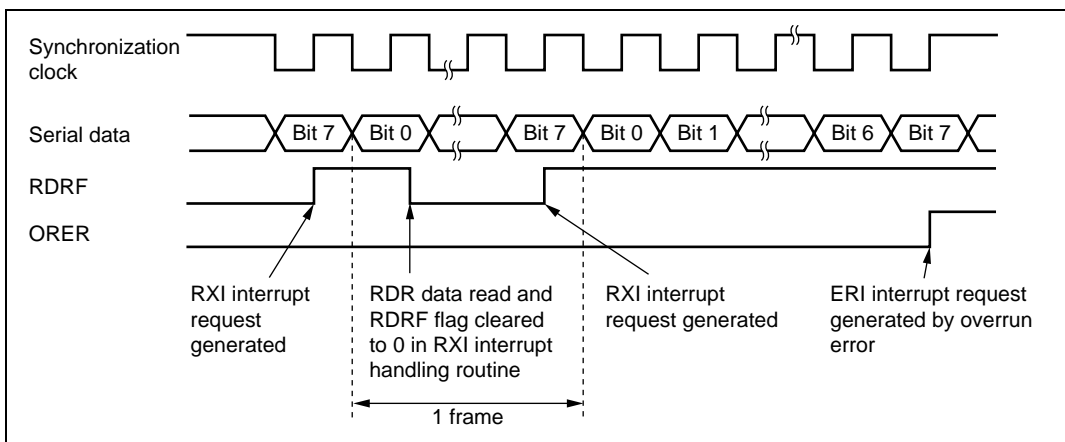 Synchronization
clock
Serial data
Bit 7
Bit 0
Bit 7
Bit 0
Bit 1
Bit 6
Bit 7
RDRF
ORER
RXI interrupt
request
generated
RDR data read and
RDRF flag cleared
to 0 in RXI interrupt
handling routine
RXI interrupt
request generated
ERI interrupt request
generated by overrun
error
1 frame